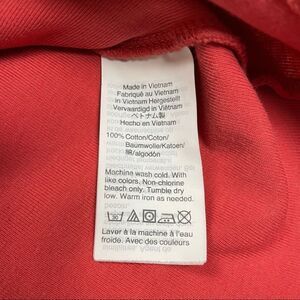 Made in Vietnam
Fabriqué au Vietnam
in Vietnam Hergestellt
Vervaardigd in Vietnam
ベトナム製
Hecho en Vietnam
100% Cotton/Coton/
Baumwolle/Katoen/
綿/algodón
Machine wash cold. With
like colors. Non-chlorine
bleach only. Tumble dry
low. Warm iron as needed.
Laver à la machine à l'eau
froide. Avec des couleurs